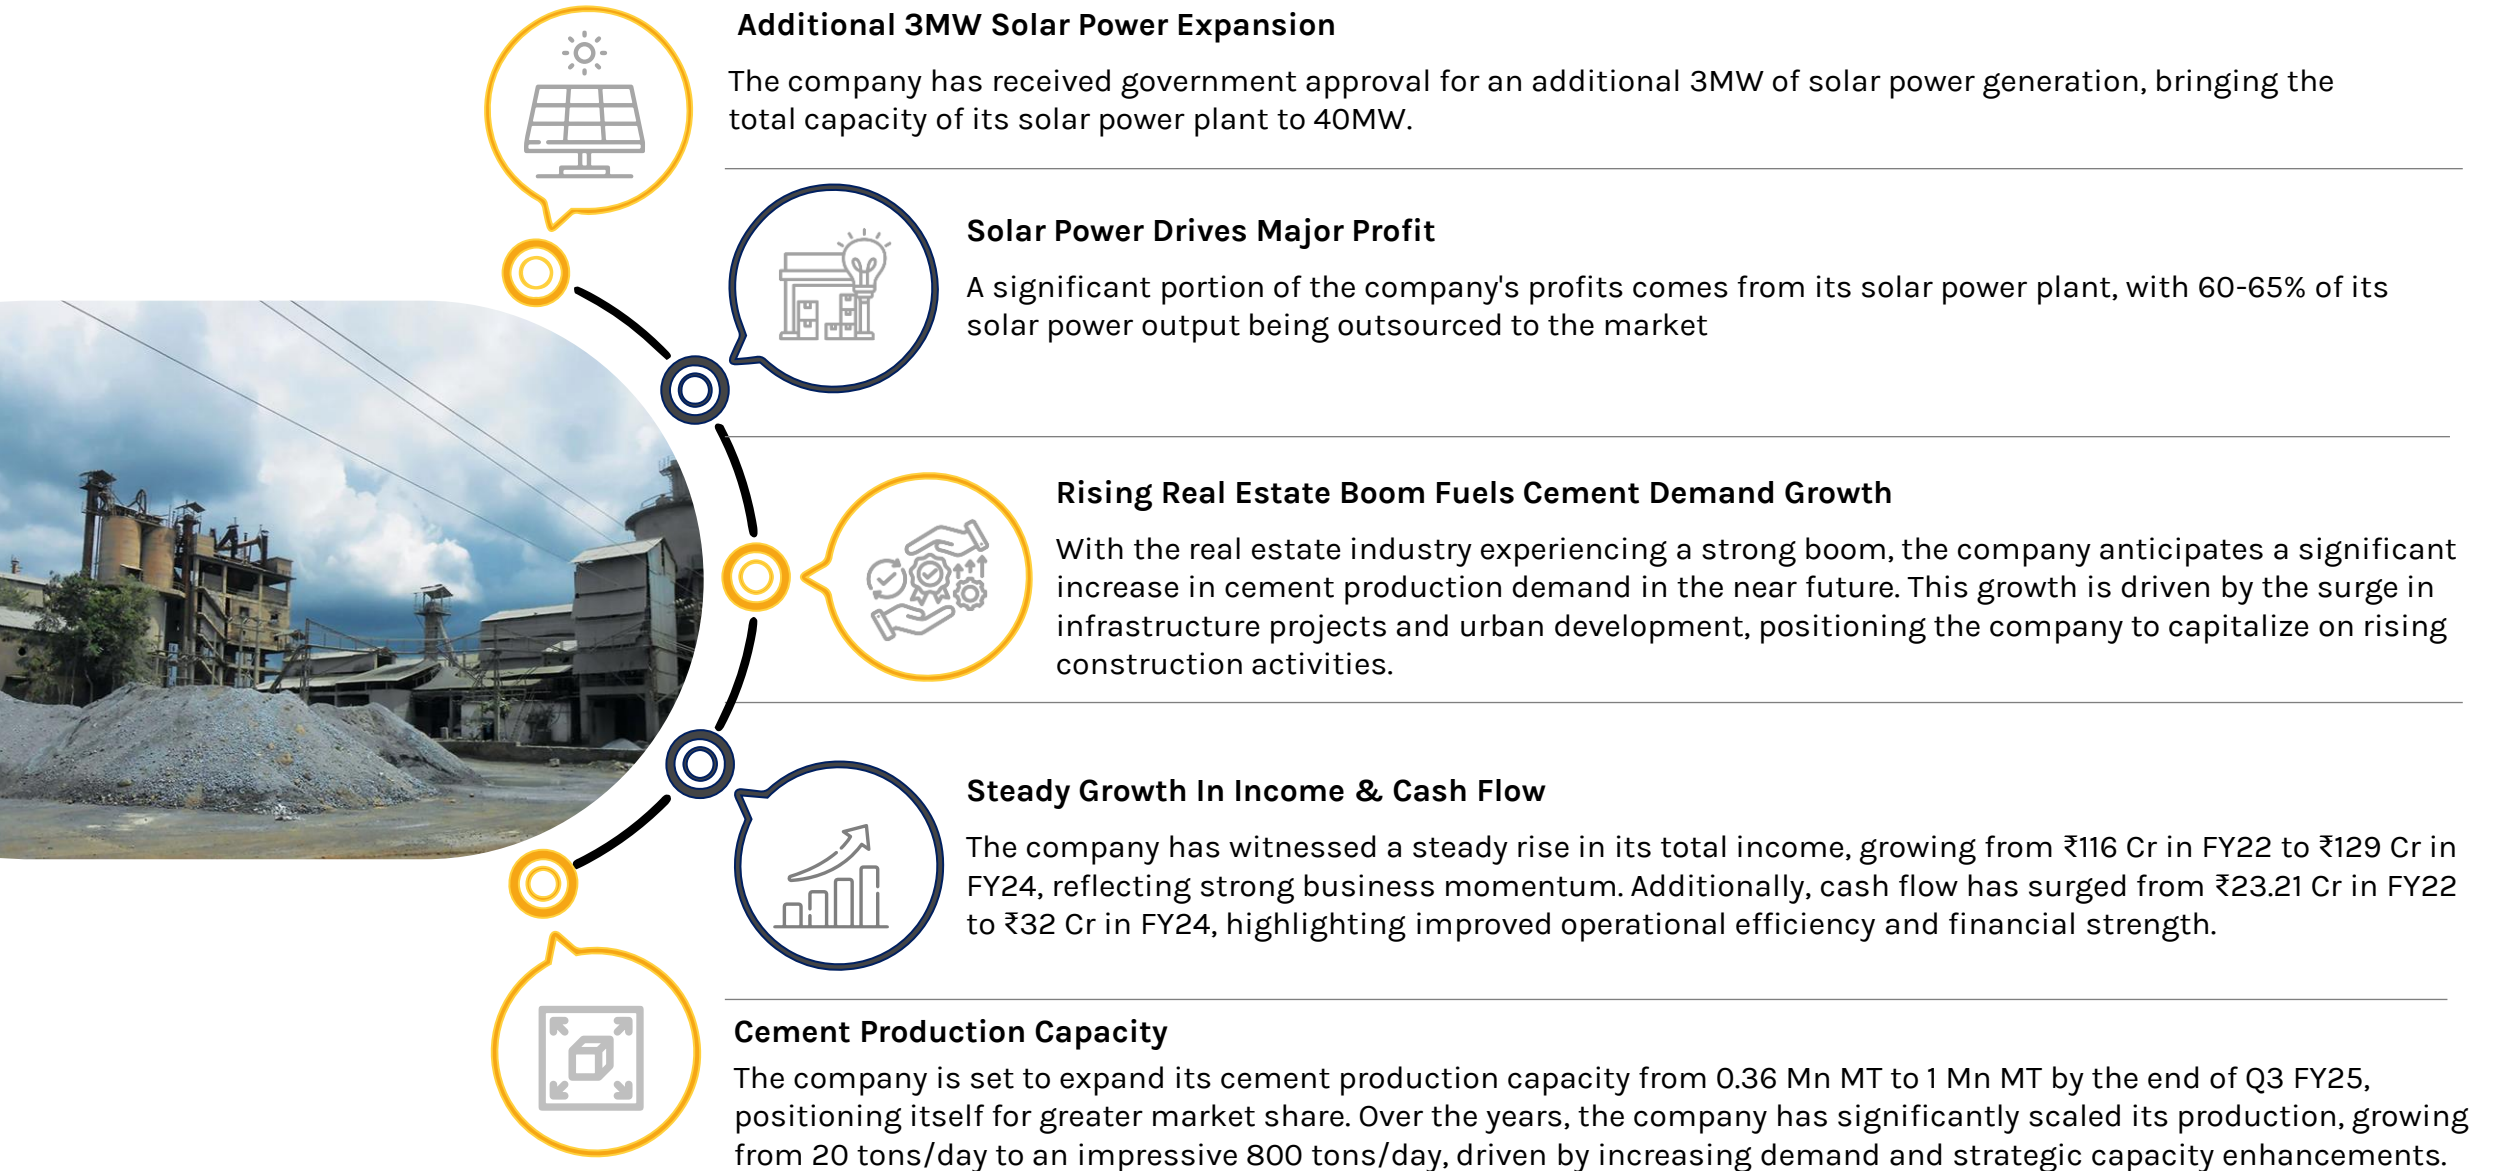 Additional 3MW Solar Power Expansion
The company has received government approval for an additional 3MW of solar power generation, bringing the
total capacity of its solar power plant to 40MW.
Solar Power Drives Major Profit
A significant portion of the company's profits comes from its solar power plant, with 60-65% of its
solar power output being outsourced to the market
Rising Real Estate Boom Fuels Cement Demand Growth
With the real estate industry experiencing a strong boom, the company anticipates a significant
increase in cement production demand in the near future. This growth is driven by the surge in
infrastructure projects and urban development, positioning the company to capitalize on rising
construction activities.
Steady Growth In Income & Cash Flow
The company has witnessed a steady rise in its total income, growing from ₹116 Cr in FY22 to ₹129 Cr in
FY24, reflecting strong business momentum. Additionally, cash flow has surged from ₹23.21 Cr in FY22
to ₹32 Cr in FY24, highlighting improved operational efficiency and financial strength.
Cement Production Capacity
The company is set to expand its cement production capacity from 0.36 Mn MT to 1 Mn MT by the end of Q3 FY25,
positioning itself for greater market share. Over the years, the company has significantly scaled its production, growing
from 20 tons/day to an impressive 800 tons/day, driven by increasing demand and strategic capacity enhancements.